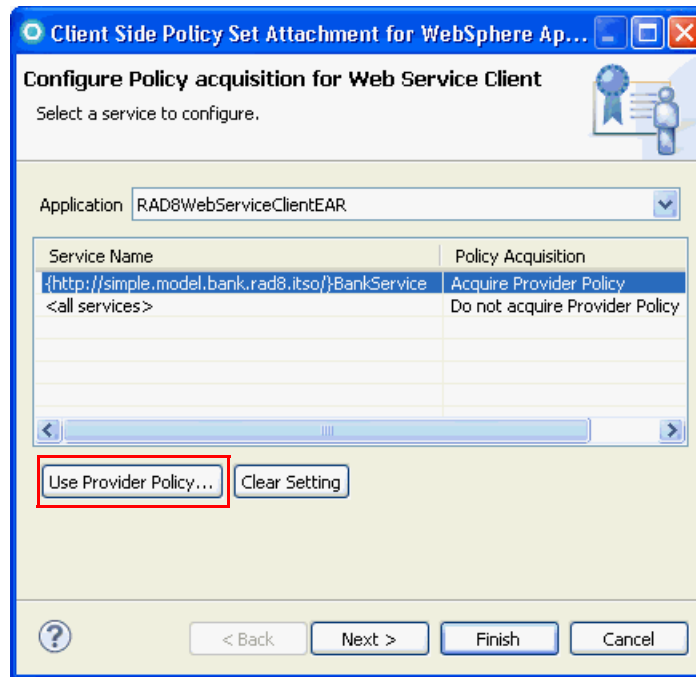 Client Side Policy Set Attachment for WebSphere Ap...
Configure Policy acquisition for Web Service Client
Select a service to configure.
Application RAD8WebServiceClientEAR
Service Name Policy Acquisition
{http://simple.model.bank.rad8.itso/}BankService Acquire Provider Policy
<all services> Do not acquire Provider Policy
Use Provider Policy... Clear Setting
? < Back Next > Finish Cancel